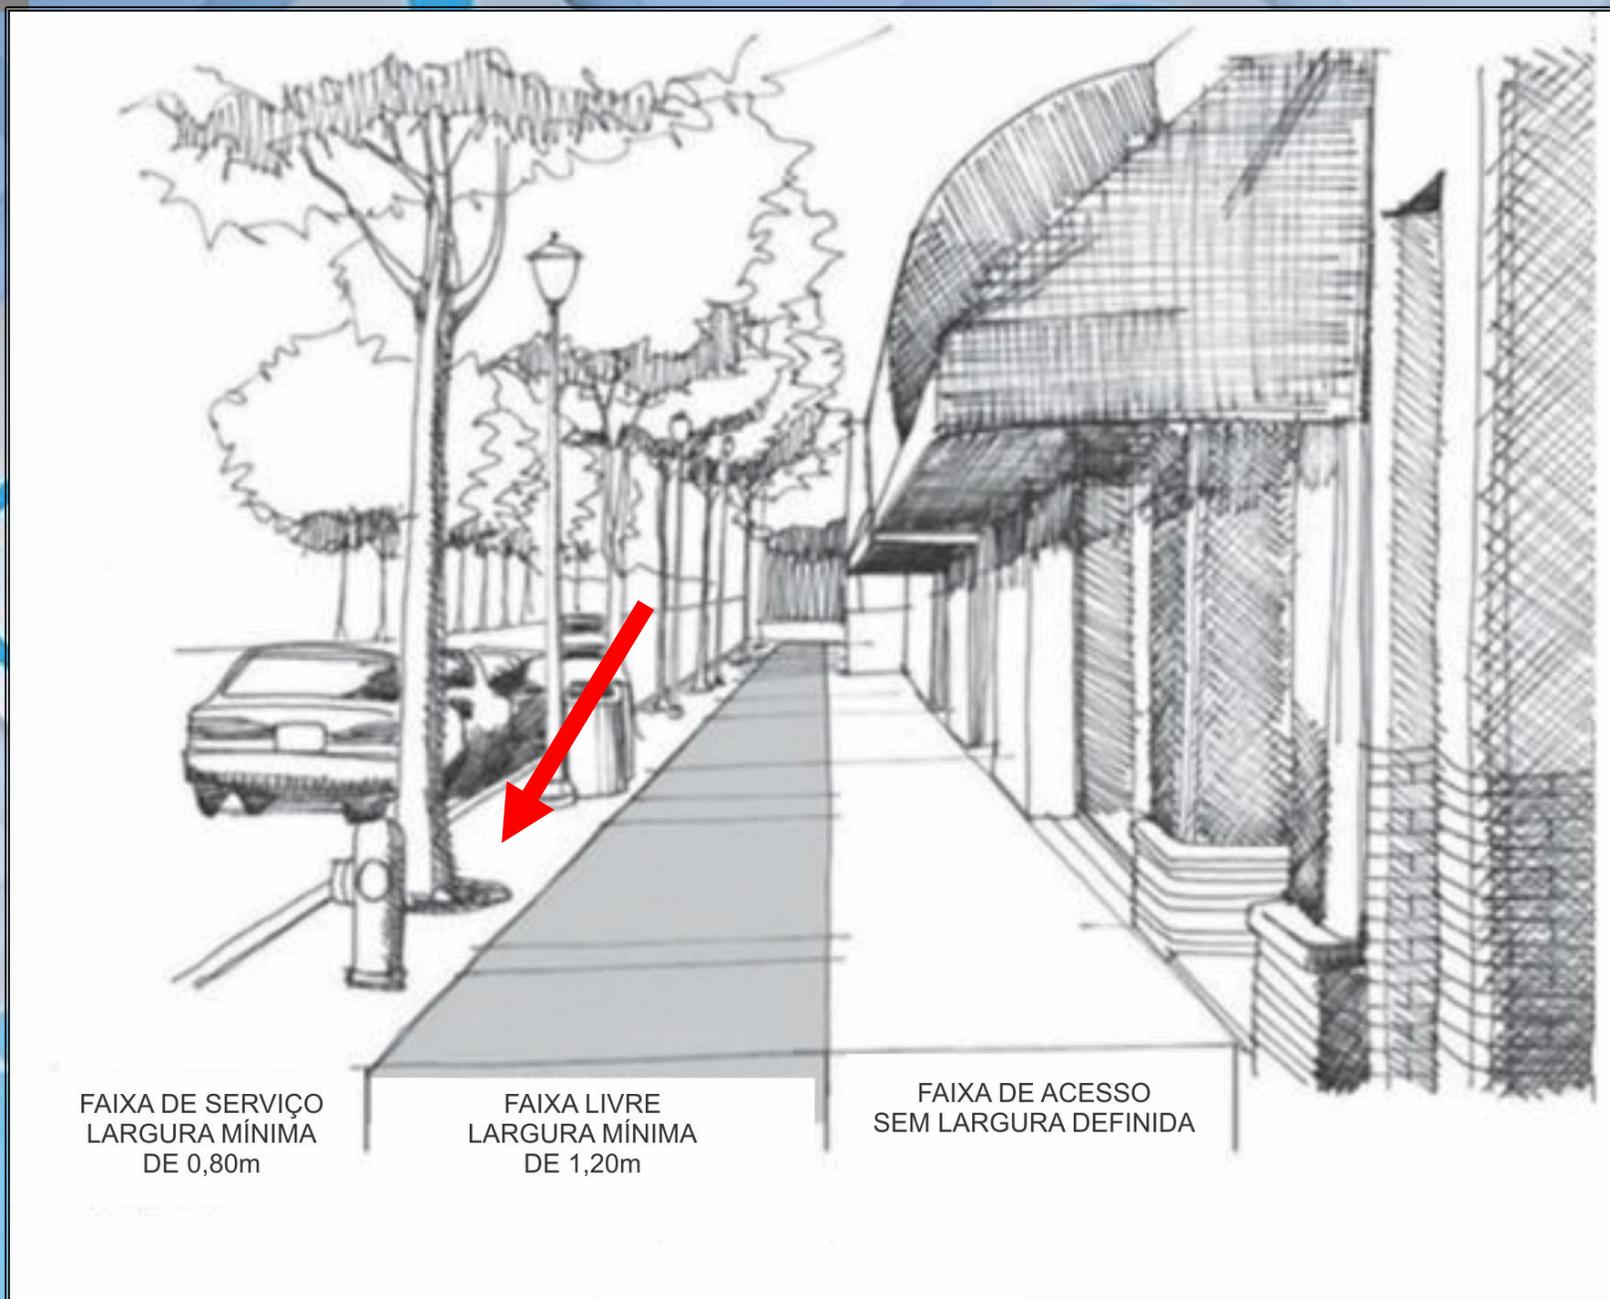 FAIXA DE SERVIÇO
LARGURA MÍNIMA
DE 0,80m
FAIXA LIVRE
LARGURA MÍNIMA
DE 1,20m
FAIXA DE ACESSO
SEM LARGURA DEFINIDA